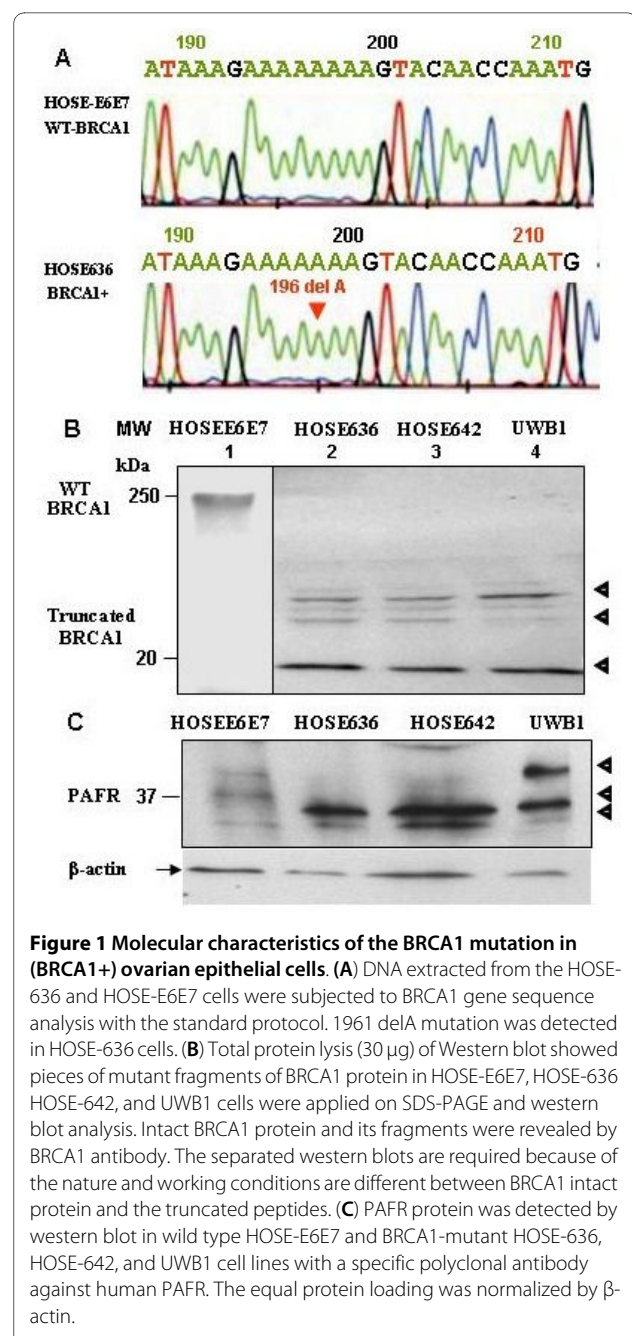 A
190 200 210
ATAAAGAAAAAAAAGTACAACCAAATG
HOSE-E6E7
WT-BRCA1
190 200 210
ATAAAGAAAAAAAGTACAACCAAATG
HOSE636
BRCA1+
196 del A
B MW HOSEE6E7 HOSE636 HOSE642 UWB1
1 2 3 4
kDa
WT
BRCA1
250
Truncated
BRCA1
20
C HOSEE6E7 HOSE636 HOSE642 UWB1
PAFR 37
β-actin
Figure 1 Molecular characteristics of the BRCA1 mutation in
(BRCA1+) ovarian epithelial cells. (A) DNA extracted from the HOSE-
636 and HOSE-E6E7 cells were subjected to BRCA1 gene sequence
analysis with the standard protocol. 1961 delA mutation was detected
in HOSE-636 cells. (B) Total protein lysis (30 μg) of Western blot showed
pieces of mutant fragments of BRCA1 protein in HOSE-E6E7, HOSE-636
HOSE-642, and UWB1 cells were applied on SDS-PAGE and western
blot analysis. Intact BRCA1 protein and its fragments were revealed by
BRCA1 antibody. The separated western blots are required because of
the nature and working conditions are different between BRCA1 intact
protein and the truncated peptides. (C) PAFR protein was detected by
western blot in wild type HOSE-E6E7 and BRCA1-mutant HOSE-636,
HOSE-642, and UWB1 cell lines with a specific polyclonal antibody
against human PAFR. The equal protein loading was normalized by β-
actin.